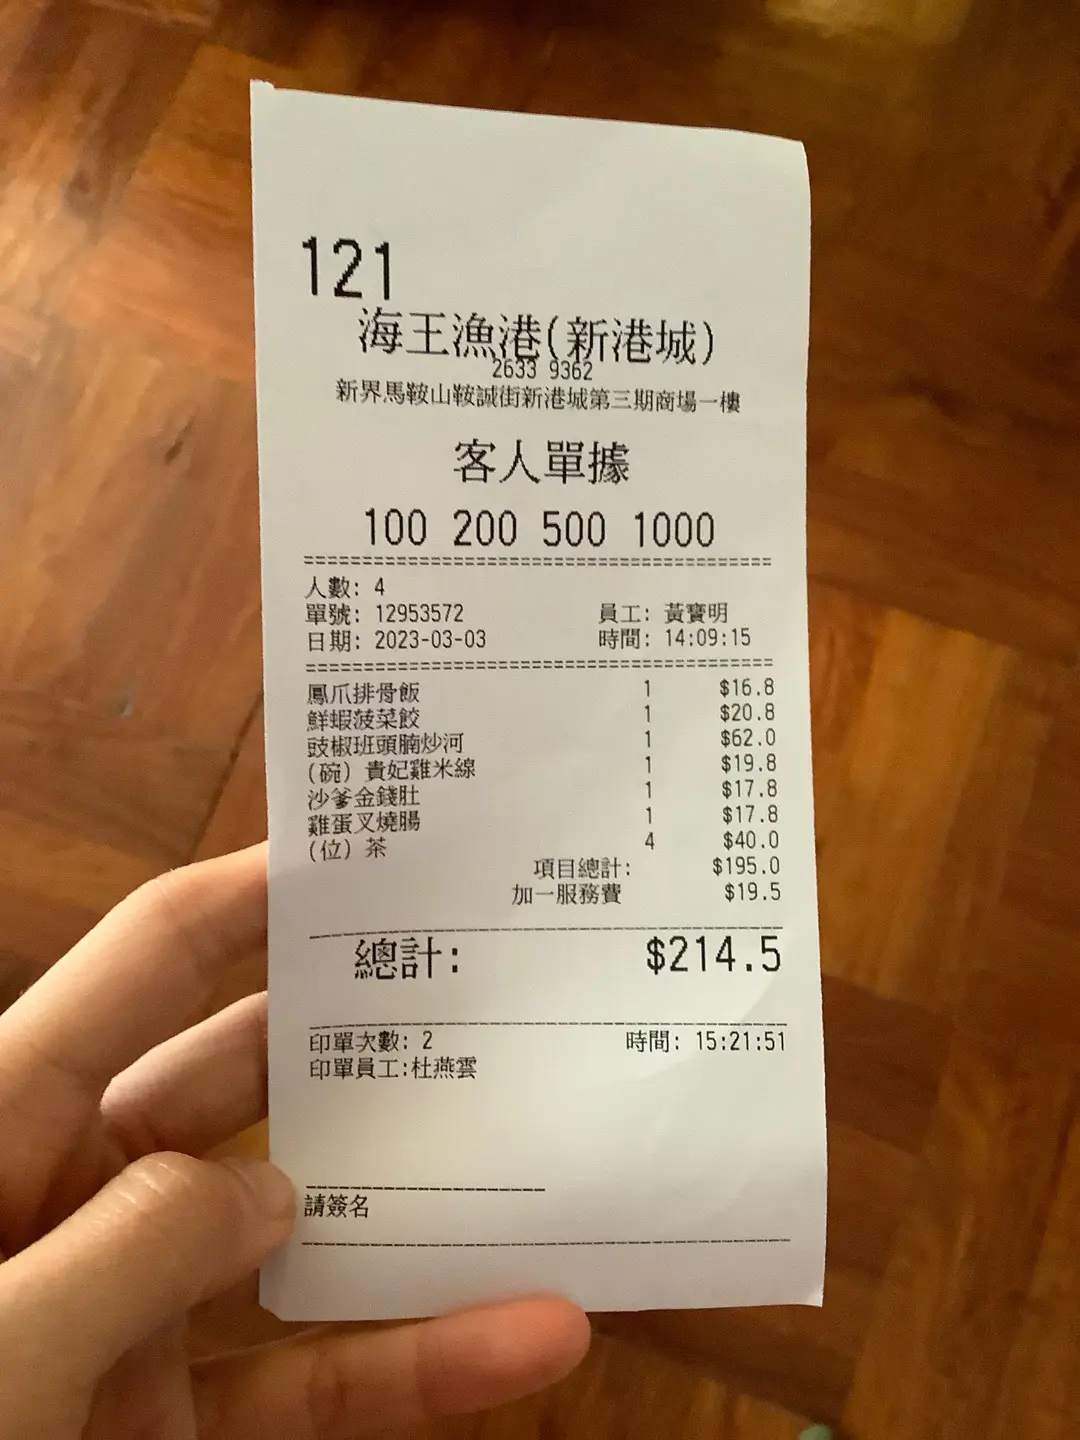 121
海王漁港(新港城)
2633 9362
新界馬鞍山鞍誠街新港城第三期商場一樓
客人單據
100 200 500 1000
人數: 4
單號: 12953572 員工: 黃寶明
日期: 2023-03-03 時間: 14:09:15
鳳爪排骨飯 1 $16.8
鮮蝦菠菜餃 1 $20.8
豉椒班頭腩炒河 1 $62.0
(碗) 貴妃雞米線 1 $19.8
沙爹金錢肚 1 $17.8
雞蛋叉燒腸 1 $17.8
(位) 茶 4 $40.0
項目總計: $195.0
加一服務費 $19.5
總計: $214.5
印單次數: 2 時間: 15:21:51
印單員工:杜燕雲
請簽名